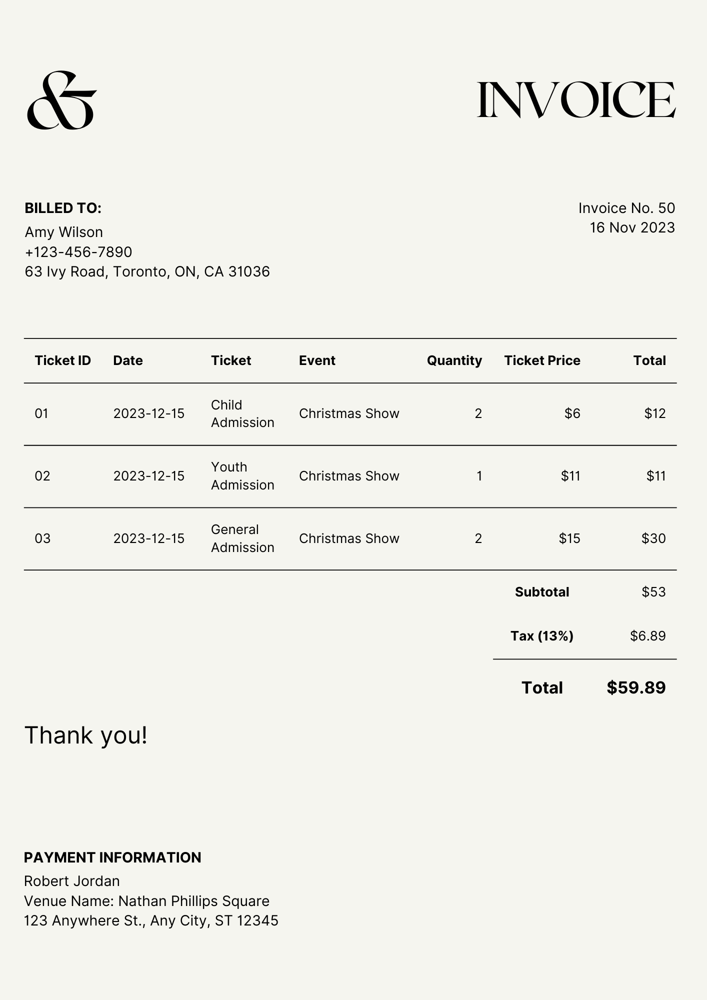 &
INVOICE
BILLED TO:
Amy Wilson
+123-456-7890
63 Ivy Road, Toronto, ON, CA 31036
Invoice No. 50
16 Nov 2023
Ticket ID Date Ticket Event Quantity Ticket Price Total
01 2023-12-15 Child Admission Christmas Show 2 $6 $12
02 2023-12-15 Youth Admission Christmas Show 1 $11 $11
03 2023-12-15 General Admission Christmas Show 2 $15 $30
Subtotal $53
Tax (13%) $6.89
Total $59.89
Thank you!
PAYMENT INFORMATION
Robert Jordan
Venue Name: Nathan Phillips Square
123 Anywhere St., Any City, ST 12345